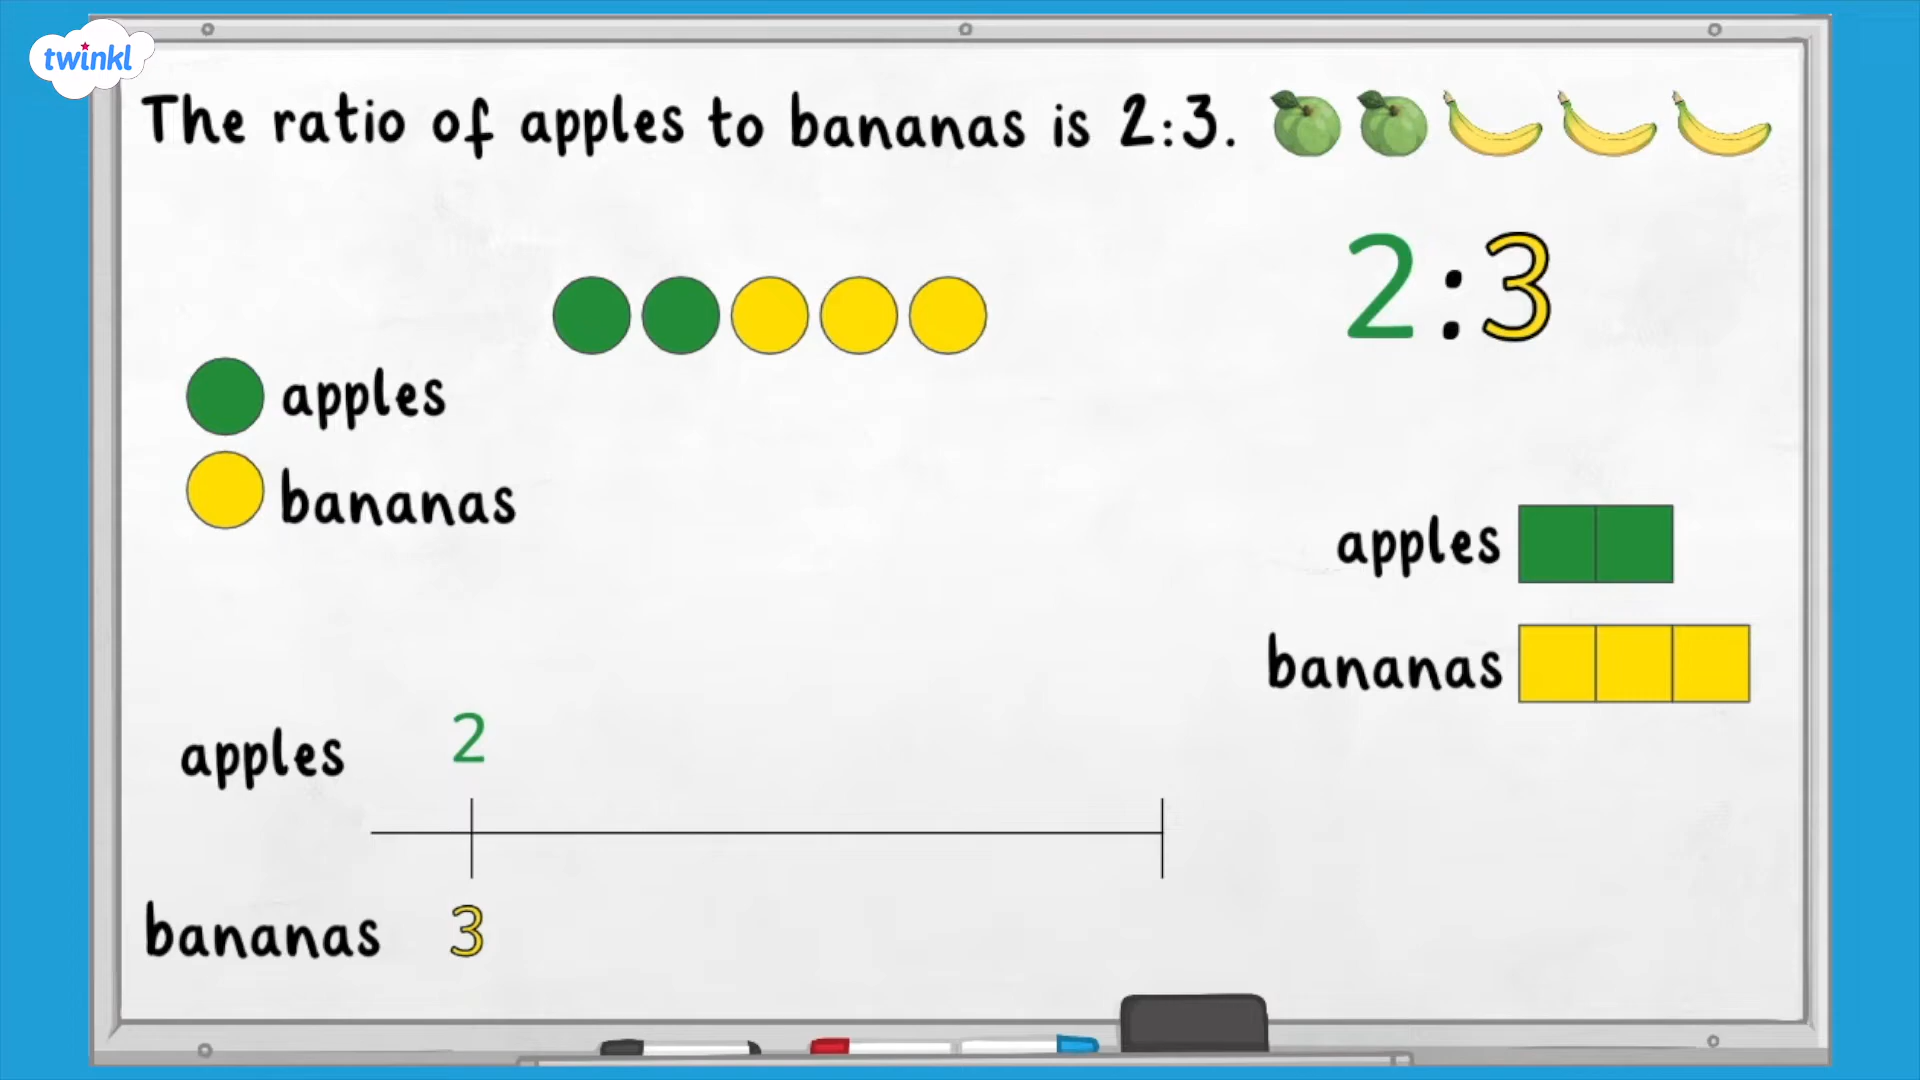 twinkl
The ratio of apples to bananas is 2:3.
2:3
apples
bananas
apples
bananas
apples 2
bananas 3